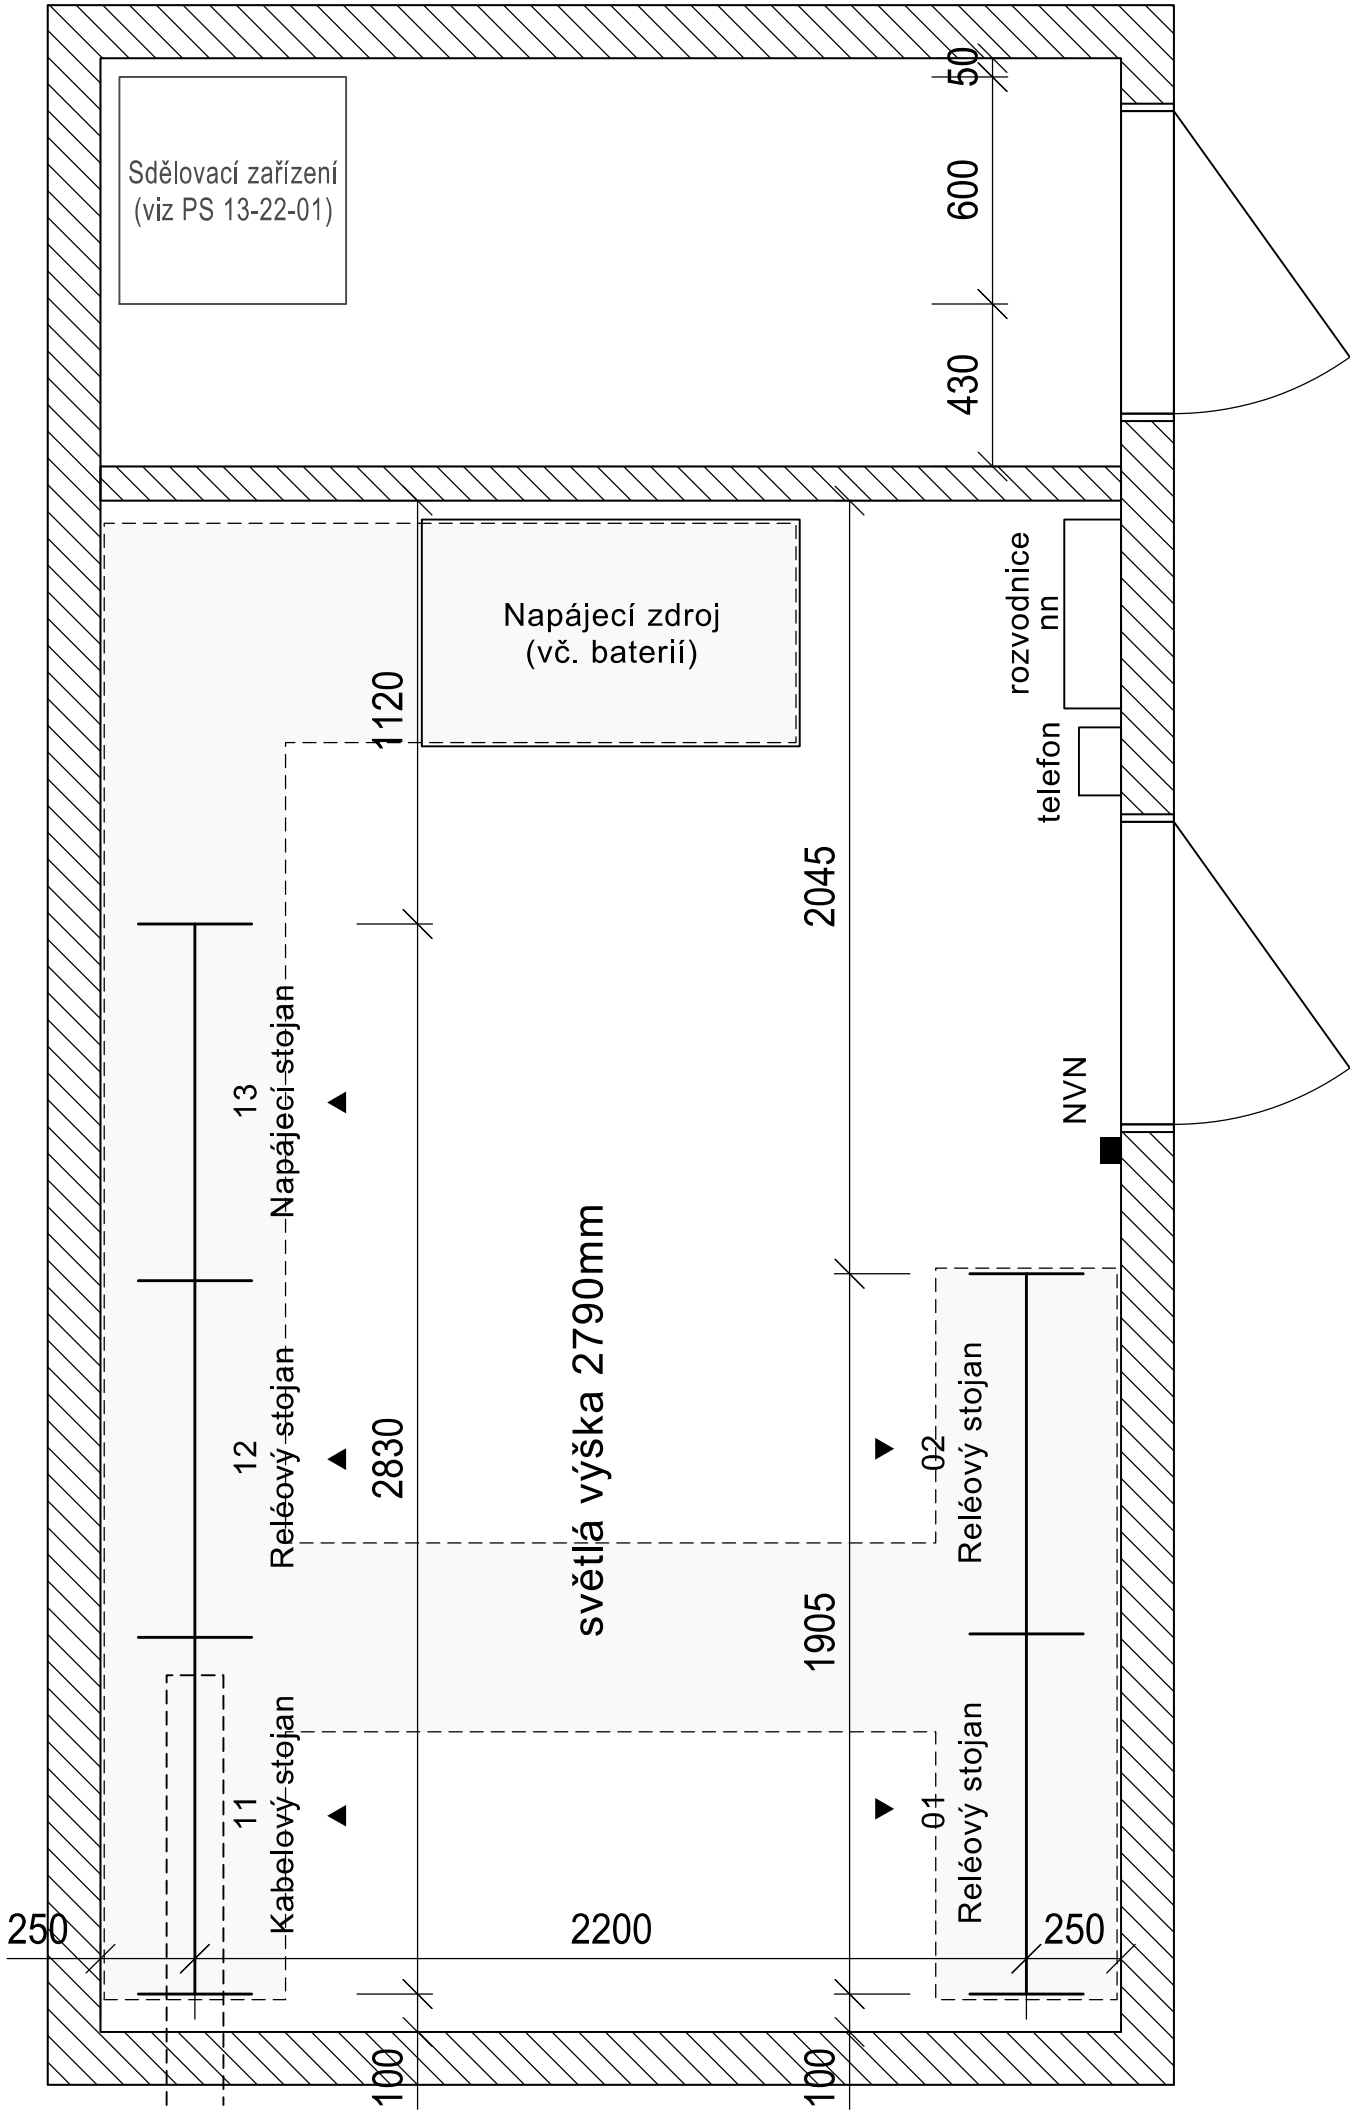 50
Sdělovací zařízení
(viz PS 13-22-01)
600
430
Napájecí zdroj
(vč. baterií)
rozvodnice
nn
telefon
1120
2045
13
Napájecí stojan
NVN
světlá výška 2790mm
12
Reléový stojan
2830
02
Reléový stojan
1905
11
Kabelový stojan
01
Reléový stojan
250
2200
250
100
100